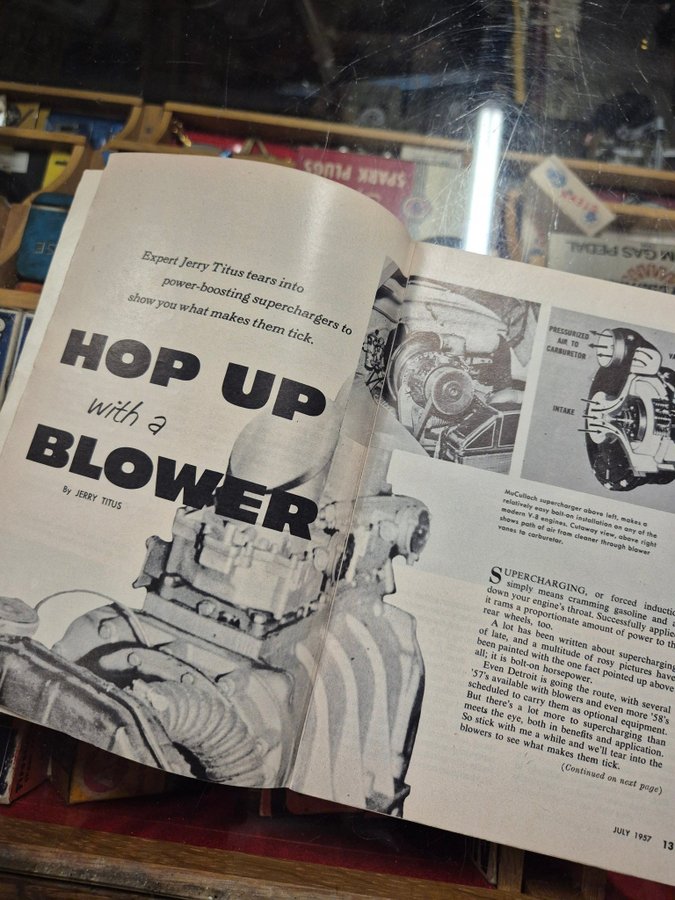 Expert Jerry Titus tears into
power-boosting superchargers to
show you what makes them tick.
HOP UP
with a
BLOWER
By JERRY TITUS
PRESSURIZED
AIR TO
CARBURETOR
VA
INTAKE
McCulloch supercharger above left, makes a
relatively easy bolt-on installation on any of the
modern V-8 engines. Cutaway view, above right
shows path of air from cleaner through blower
vanes to carburetor.
SUPERCHARGING, or forced inductio
simply means cramming gasoline and a
down your engine's throat. Successfully applie
it rams a proportionate amount of power to th
rear wheels, too.
A lot has been written about supercharging
of late, and a multitude of rosy pictures have
been painted with the one fact pointed up above
all; it is bolt-on horsepower.
Even Detroit is going the route, with several
'57's available with blowers and even more '58's
scheduled to carry them as optional equipment.
But there's a lot more to supercharging than
meets the eye, both in benefits and application.
So stick with me a while and we'll tear into the
blowers to see what makes them tick.
(Continued on next page)
JULY 1957 13
SPARK PLUGS
M GAS PEDAL